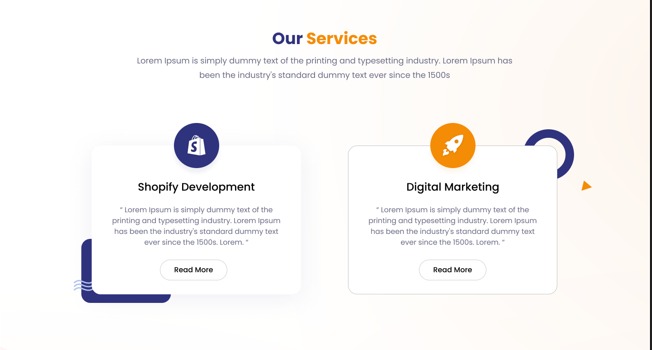 Our Services
Lorem Ipsum is simply dummy text of the printing and typesetting industry. Lorem Ipsum has
been the industry's standard dummy text ever since the 1500s
Shopify Development
" Lorem Ipsum is simply dummy text of the
printing and typesetting industry. Lorem Ipsum
has been the industry's standard dummy text
ever since the 1500s. Lorem. "
Read More
Digital Marketing
" Lorem Ipsum is simply dummy text of the
printing and typesetting industry. Lorem Ipsum
has been the industry's standard dummy text
ever since the 1500s. Lorem. "
Read More